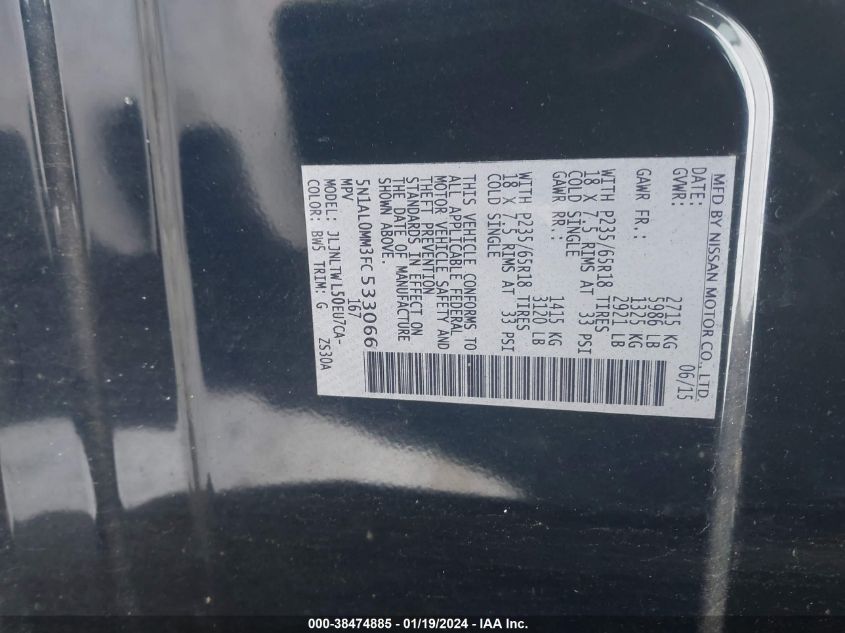 MFD BY NISSAN MOTOR CO., LTD.
DATE: 06/15
GVWR: 2715 KG
5986 LB
GAWR FR.: 1325 KG
2921 LB
WITH P235/65R18 TIRES
18 X 7.5 RIMS AT 33 PSI
COLD SINGLE
GAWR RR.: 1415 KG
3120 LB
WITH P235/65R18 TIRES
18 X 7.5 RIMS AT 33 PSI
COLD SINGLE
THIS VEHICLE CONFORMS TO
ALL APPLICABLE FEDERAL
MOTOR VEHICLE SAFETY AND
THEFT PREVENTION
STANDARDS IN EFFECT ON
THE DATE OF MANUFACTURE
SHOWN ABOVE.
5N1AL0MM3FC533066
MPV 167
MODEL: JLJNLTW L50EU7CA-
COLOR: BW5 TRIM: G ZS30A
000-38474885 - 01/19/2024 - IAA Inc.